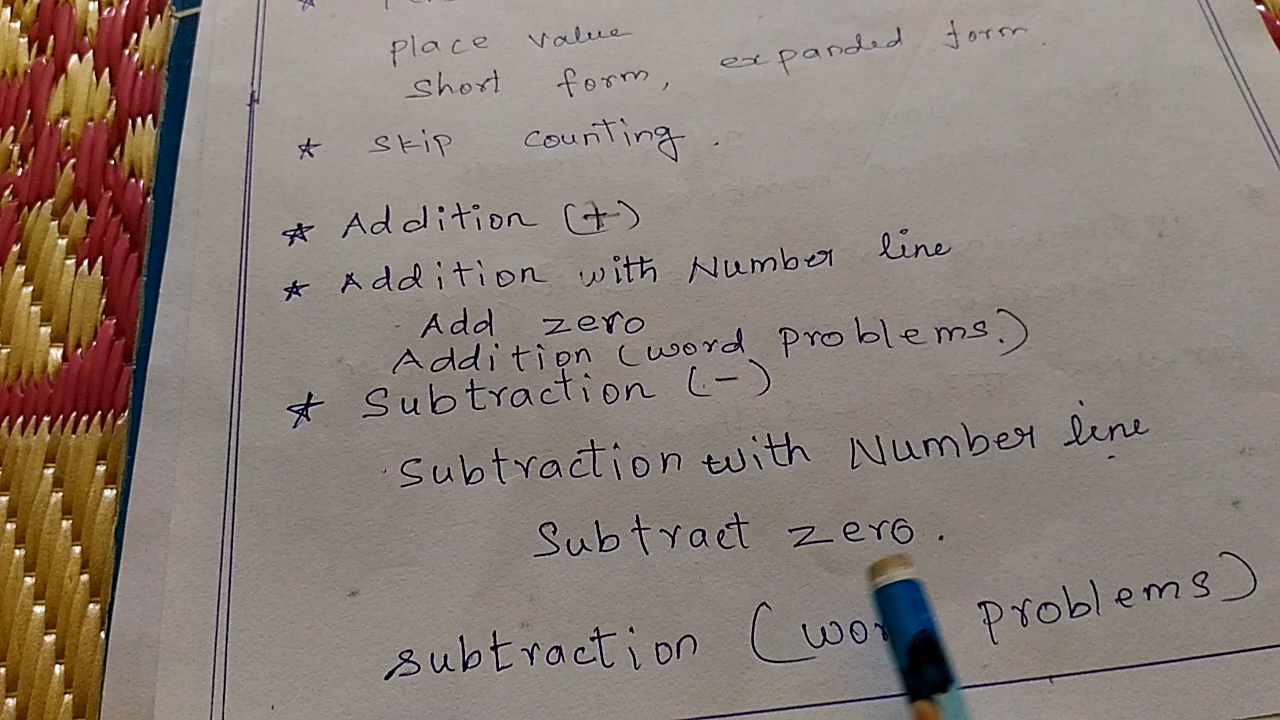 place value
short form, expanded form.
* skip counting.
* Addition (+)
* Addition with Number line
Add zero
Addition (word problems.)
* Subtraction (-)
subtraction with Number line
Subtract zero.
subtraction ( problems)